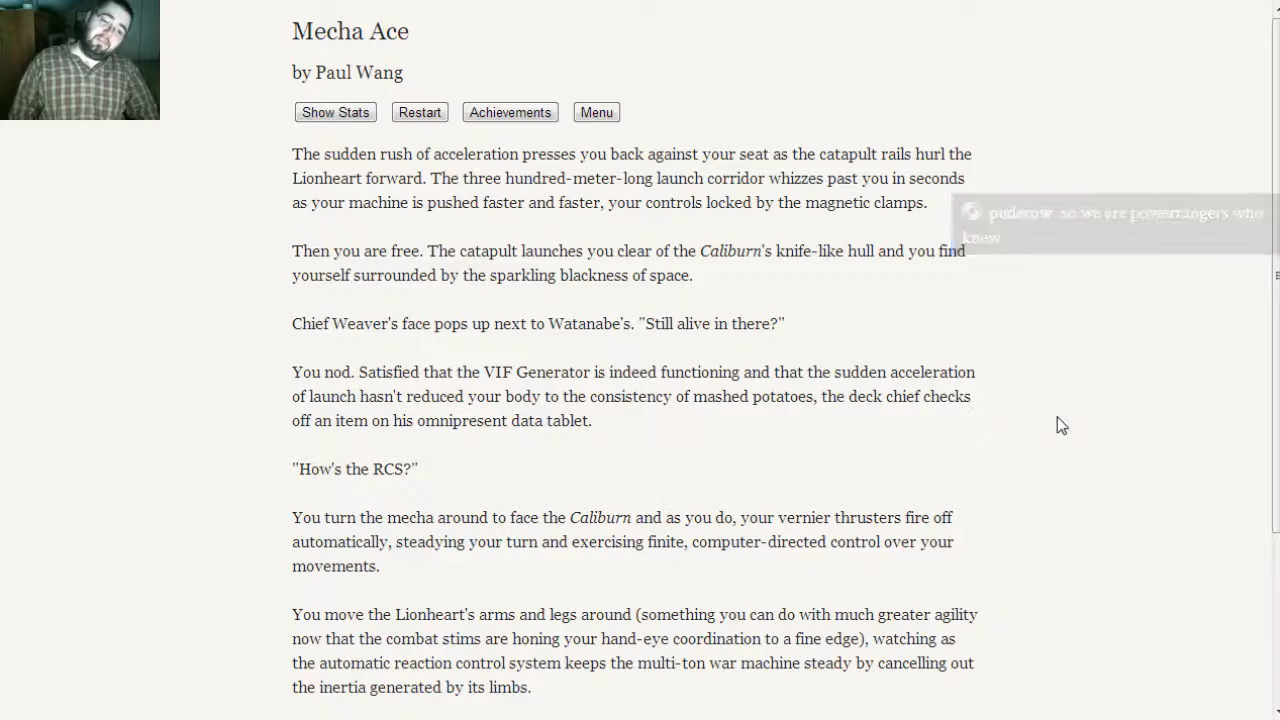 Mecha Ace
by Paul Wang
Show Stats Restart Achievements Menu
The sudden rush of acceleration presses you back against your seat as the catapult rails hurl the
Lionheart forward. The three hundred-meter-long launch corridor whizzes past you in seconds
as your machine is pushed faster and faster, your controls locked by the magnetic clamps.
puderow so we are powerrangers who
knew
Then you are free. The catapult launches you clear of the Caliburn's knife-like hull and you find
yourself surrounded by the sparkling blackness of space.
Chief Weaver's face pops up next to Watanabe's. "Still alive in there?"
You nod. Satisfied that the VIF Generator is indeed functioning and that the sudden acceleration
of launch hasn't reduced your body to the consistency of mashed potatoes, the deck chief checks
off an item on his omnipresent data tablet.
"How's the RCS?"
You turn the mecha around to face the Caliburn and as you do, your vernier thrusters fire off
automatically, steadying your turn and exercising finite, computer-directed control over your
movements.
You move the Lionheart's arms and legs around (something you can do with much greater agility
now that the combat stims are honing your hand-eye coordination to a fine edge), watching as
the automatic reaction control system keeps the multi-ton war machine steady by cancelling out
the inertia generated by its limbs.